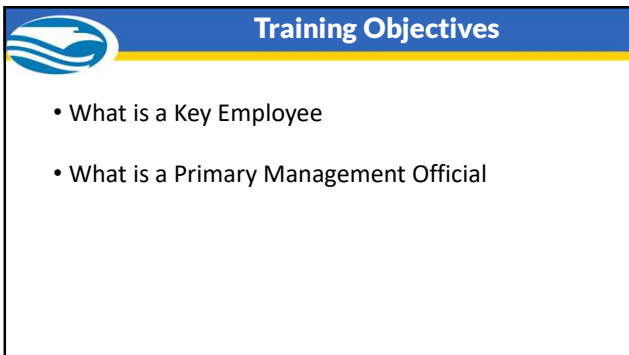 Training Objectives
• What is a Key Employee
• What is a Primary Management Official